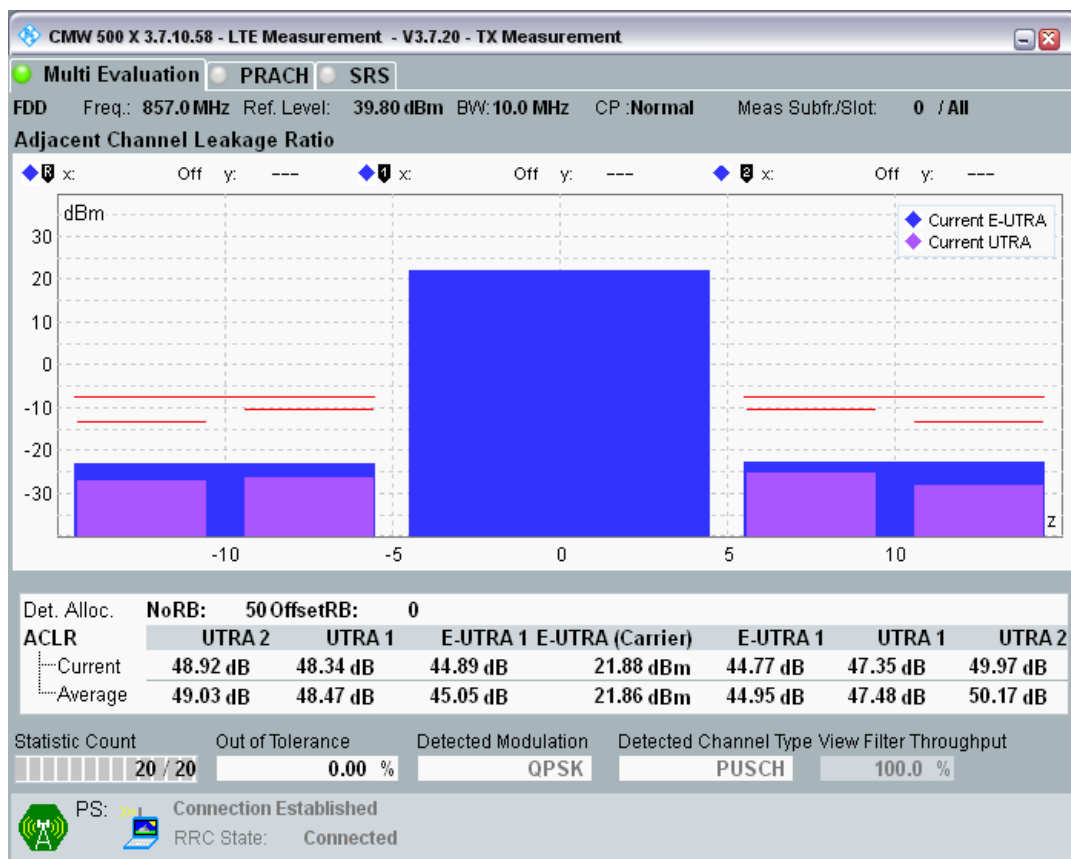 CMW 500 X 3.7.10.58 - LTE Measurement - V3.7.20 - TX Measurement
Multi Evaluation PRACH SRS
FDD Freq.: 857.0 MHz Ref. Level: 39.80 dBm BW: 10.0 MHz CP :Normal Meas Subfr./Slot: 0 / All
Adjacent Channel Leakage Ratio
R x: Off y: --- 1 x: Off y: --- 2 x: Off y: ---
dBm
Current E-UTRA
Current UTRA
30
20
10
0
-10
-20
-30
z
-10 -5 0 5 10
Det. Alloc. NoRB: 50 OffsetRB: 0
ACLR UTRA 2 UTRA 1 E-UTRA 1 E-UTRA (Carrier) E-UTRA 1 UTRA 1 UTRA 2
Current 48.92 dB 48.34 dB 44.89 dB 21.88 dBm 44.77 dB 47.35 dB 49.97 dB
Average 49.03 dB 48.47 dB 45.05 dB 21.86 dBm 44.95 dB 47.48 dB 50.17 dB
Statistic Count Out of Tolerance Detected Modulation Detected Channel Type View Filter Throughput
20 / 20 0.00 % QPSK PUSCH 100.0 %
PS: Connection Established
RRC State: Connected